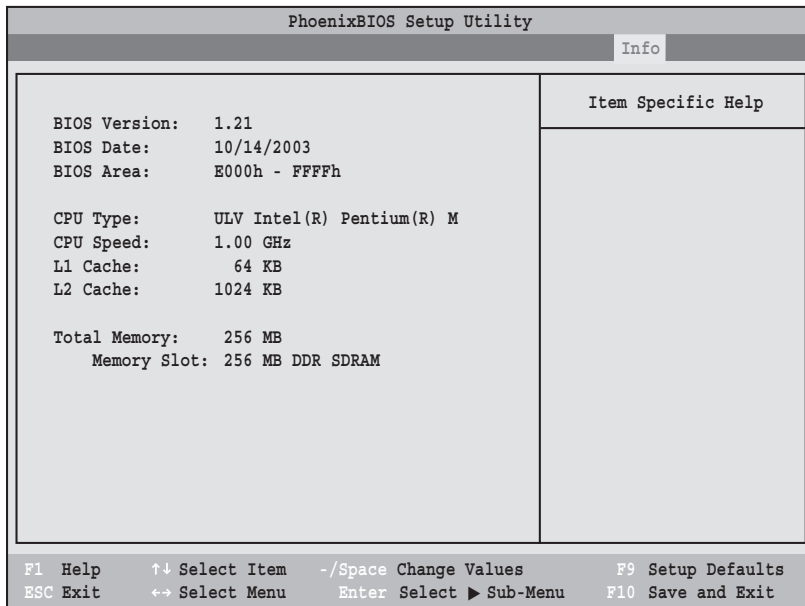 PhoenixBIOS Setup Utility
Info
Item Specific Help
BIOS Version: 1.21
BIOS Date: 10/14/2003
BIOS Area: E000h - FFFFh
CPU Type: ULV Intel(R) Pentium(R) M
CPU Speed: 1.00 GHz
L1 Cache: 64 KB
L2 Cache: 1024 KB
Total Memory: 256 MB
Memory Slot: 256 MB DDR SDRAM
F1 Help ↑↓ Select Item -/Space Change Values F9 Setup Defaults
ESC Exit ←→ Select Menu Enter Select ▶ Sub-Menu F10 Save and Exit